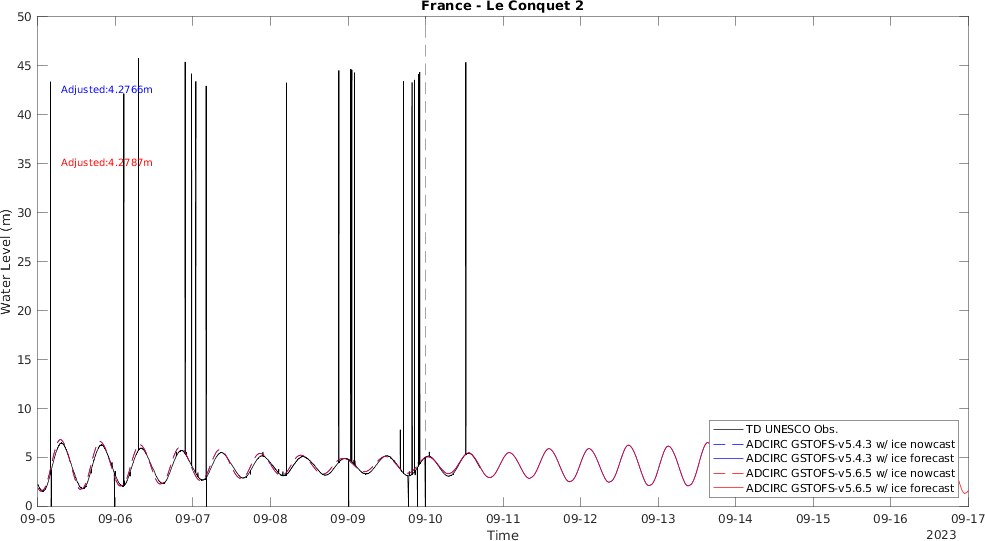 France - Le Conquet 2
50
45
40
35
30
25
20
15
10
5
0
Water Level (m)
Adjusted:4.2766m
Adjusted:4.2787m
TD UNESCO Obs.
ADCIRC GSTOFS-v5.4.3 w/ ice nowcast
ADCIRC GSTOFS-v5.4.3 w/ ice forecast
ADCIRC GSTOFS-v5.6.5 w/ ice nowcast
ADCIRC GSTOFS-v5.6.5 w/ ice forecast
09-05 09-06 09-07 09-08 09-09 09-10 09-11 09-12 09-13 09-14 09-15 09-16 09-17
Time
2023